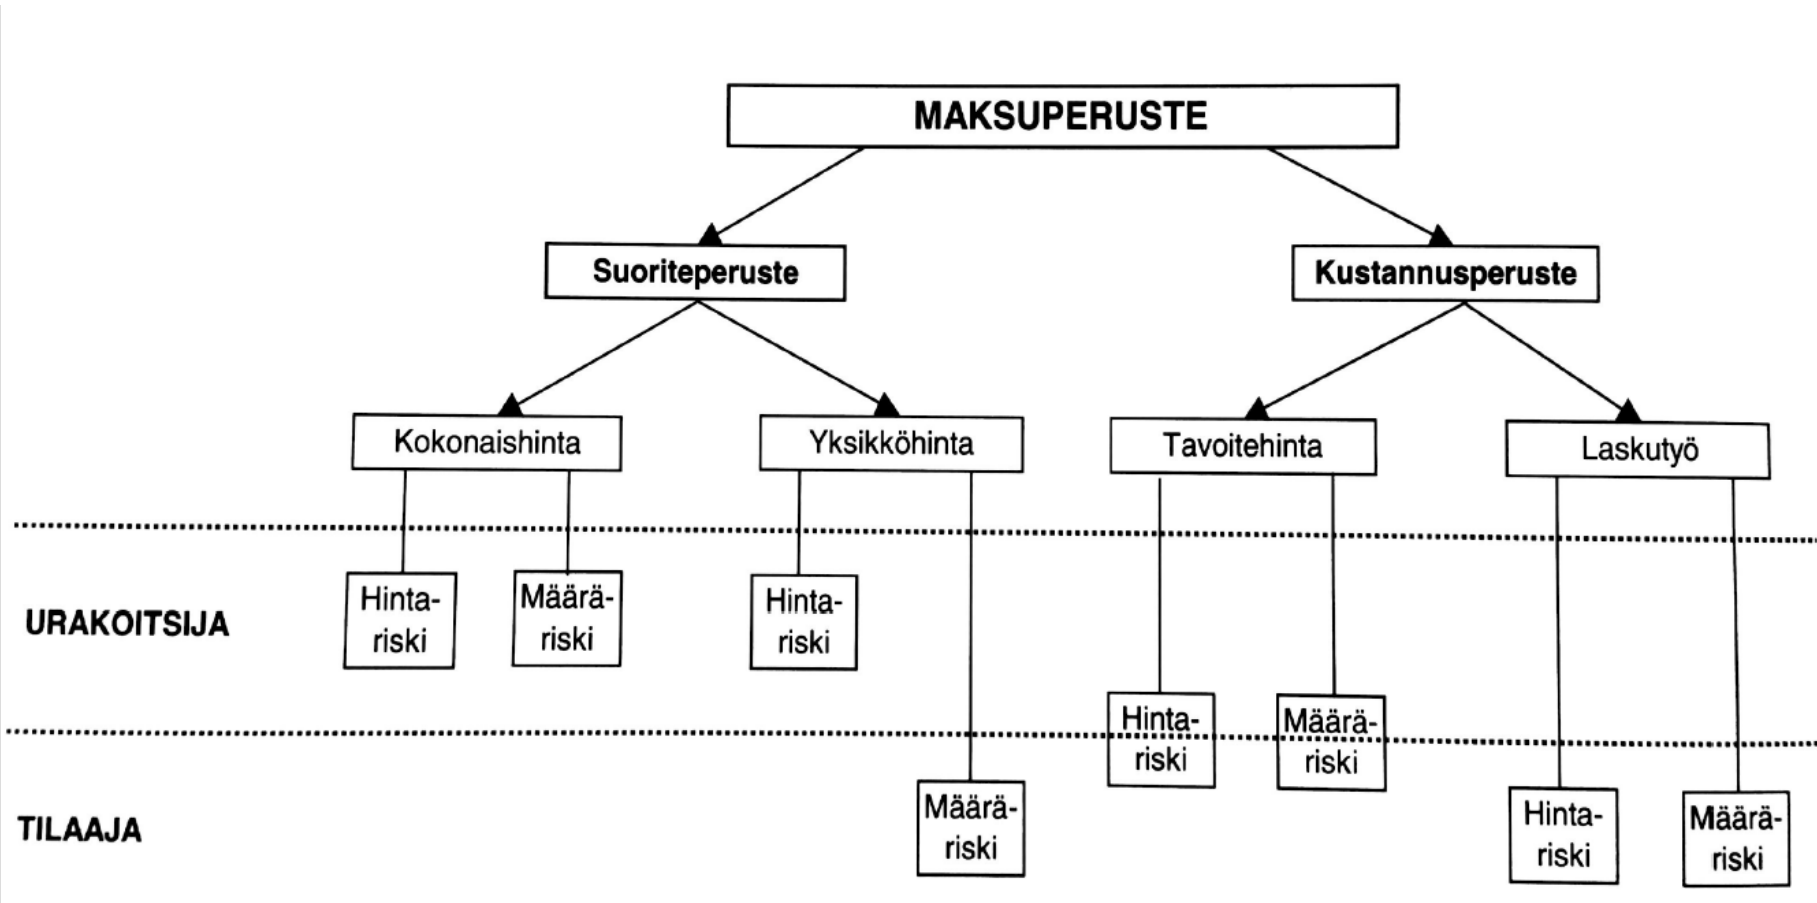 MAKSUPERUSTE
Suoriteperuste
Kustannusperuste
Kokonaishinta
Yksikköhinta
Tavoitehinta
Laskutyö
URAKOITSIJA
Hinta-
riski
Määrä-
riski
Hinta-
riski
Hinta-
riski
Määrä-
riski
TILAAJA
Määrä-
riski
Hinta-
riski
Määrä-
riski